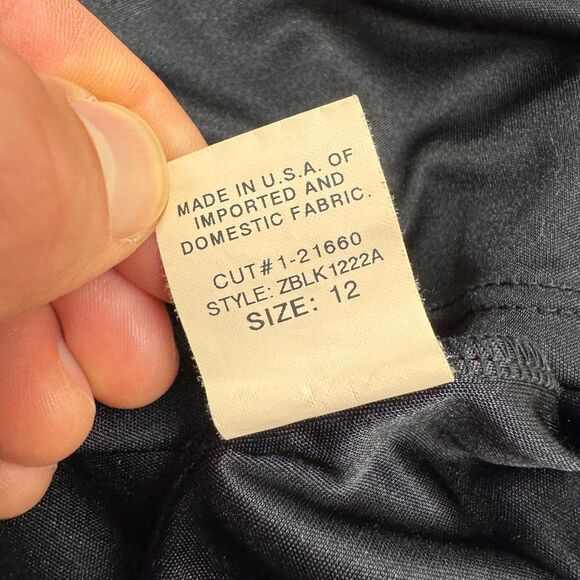 MADE IN U.S.A. OF
IMPORTED AND
DOMESTIC FABRIC.
CUT#1-21660
STYLE: ZBLK1222A
SIZE: 12